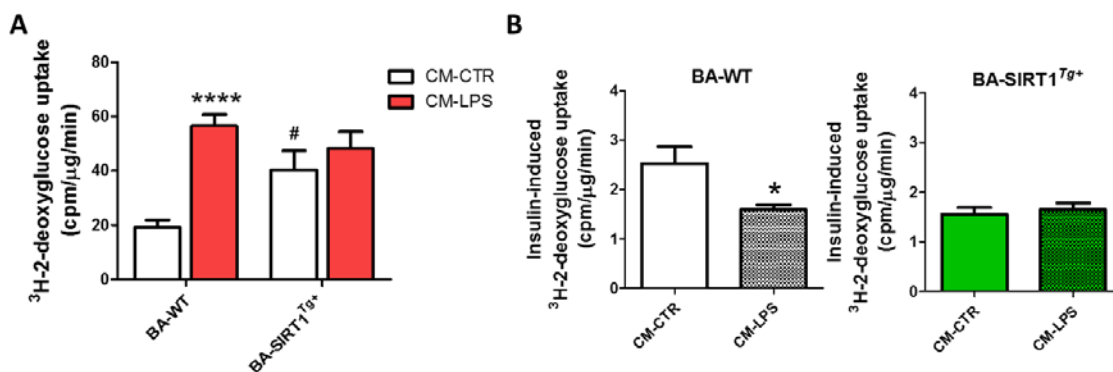 A
³H-2-deoxyglucose uptake
(cpm/µg/min)
80
60
40
20
0
****
#
CM-CTR
CM-LPS
BA-WT
BA-SIRT1Tg+
B
BA-WT
Insulin-induced
³H-2-deoxyglucose uptake
(cpm/µg/min)
4
3
2
1
0
*
CM-CTR
CM-LPS
BA-SIRT1Tg+
Insulin-induced
³H-2-deoxyglucose uptake
(cpm/µg/min)
4
3
2
1
0
CM-CTR
CM-LPS